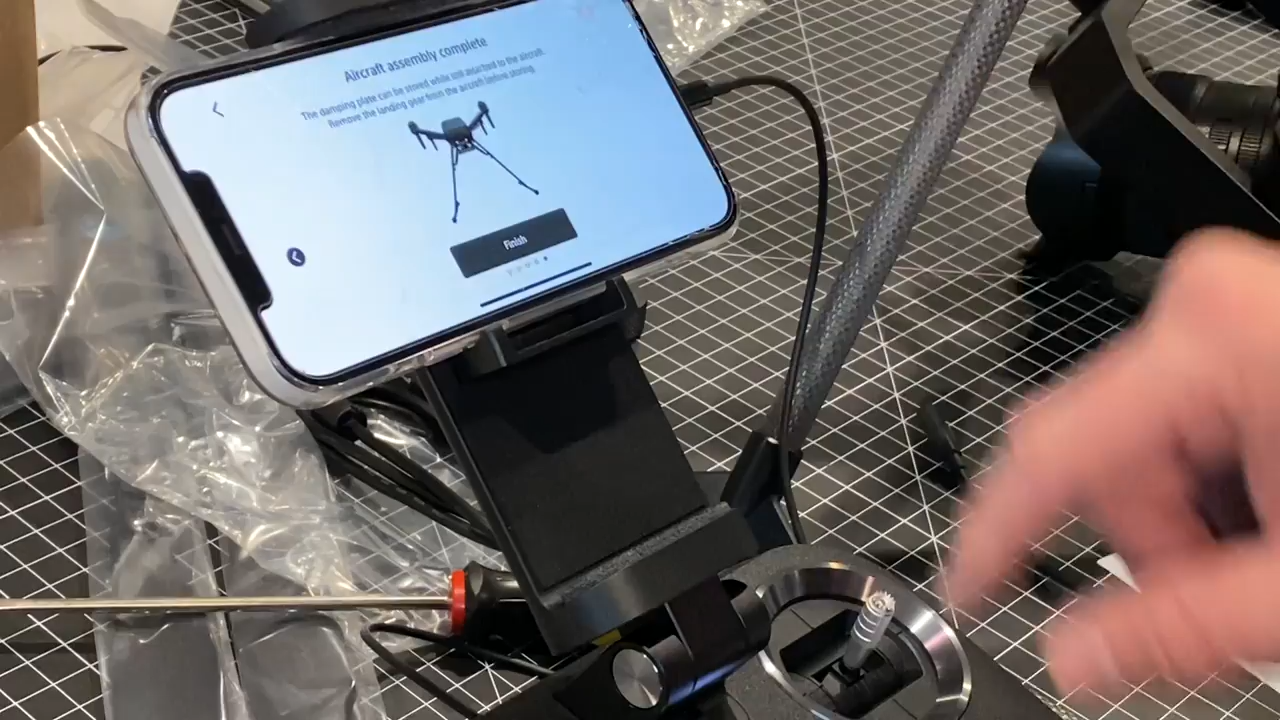 Aircraft assembly complete
The damping plate can be stored while still attached to the aircraft.
Remove the landing gear from the aircraft before storing.
Finish